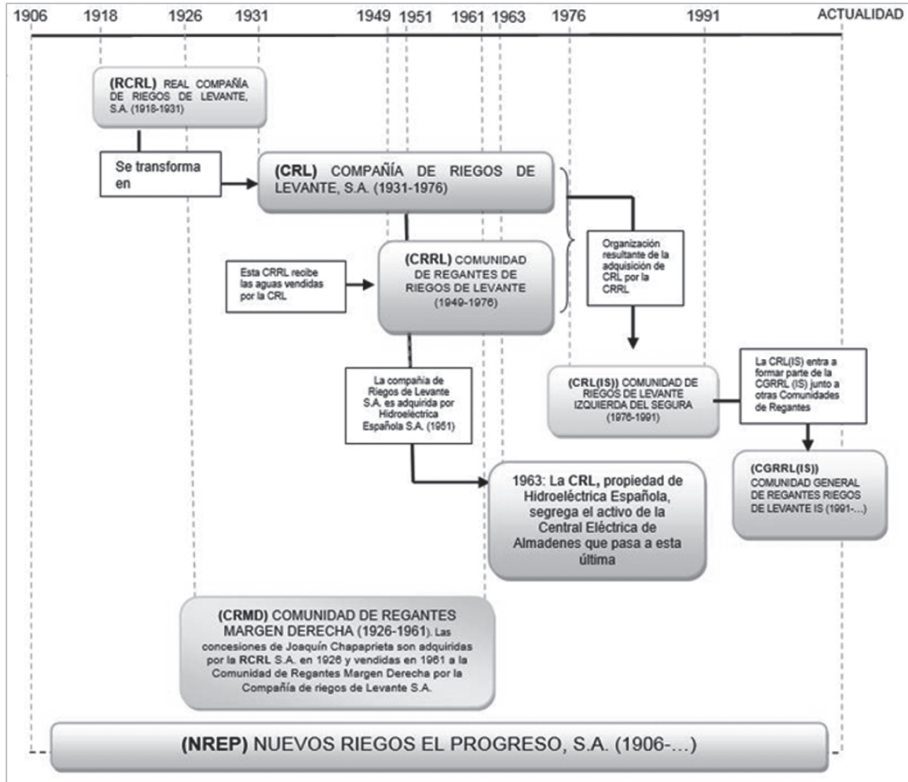 1906 1918 1926 1931 1949 1951 1961 1963 1976 1991 ACTUALIDAD
(RCRL) REAL COMPAÑÍA
DE RIEGOS DE LEVANTE,
S.A. (1918-1931)
Se transforma
en
(CRL) COMPAÑÍA DE RIEGOS DE
LEVANTE, S.A. (1931-1976)
(CRRL) COMUNIDAD
DE REGANTES DE
RIEGOS DE LEVANTE
(1949-1976)
Esta CRRL recibe
las aguas vendidas
por la CRL
Organización
resultante de la
adquisición de
CRL por la
CRRL
La compañía de
Riegos de Levante
S.A. es adquirida por
Hidroeléctrica
Española S.A. (1951)
(CRL(IS)) COMUNIDAD DE
RIEGOS DE LEVANTE
IZQUIERDA DEL SEGURA
(1976-1991)
La CRL(IS) entra a
formar parte de la
CGRRL (IS) junto a
otras Comunidades
de Regantes
(CGRRL(IS))
COMUNIDAD GENERAL
DE REGANTES RIEGOS
DE LEVANTE IS (1991-...)
1963: La CRL, propiedad de
Hidroeléctrica Española,
segrega el activo de la
Central Eléctrica de
Almadenes que pasa a esta
última
(CRMD) COMUNIDAD DE REGANTES
MARGEN DERECHA (1926-1961). Las
concesiones de Joaquín Chapaprieta son adquiridas
por la RCRL S.A. en 1926 y vendidas en 1961 a la
Comunidad de Regantes Margen Derecha por la
Compañía de riegos de Levante S.A.
(NREP) NUEVOS RIEGOS EL PROGRESO, S.A. (1906-...)